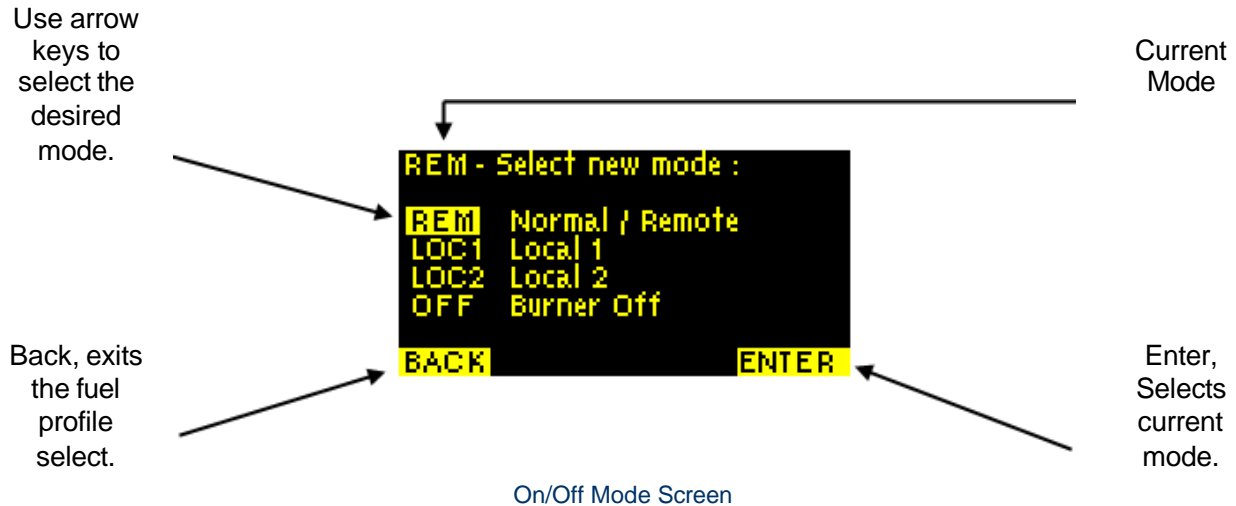 Use arrow
keys to
select the
desired
mode.
Current
Mode
REM - Select new mode :
REM Normal / Remote
LOC1 Local 1
LOC2 Local 2
OFF Burner Off
BACK ENTER
Back, exits
the fuel
profile
select.
Enter,
Selects
current
mode.
On/Off Mode Screen